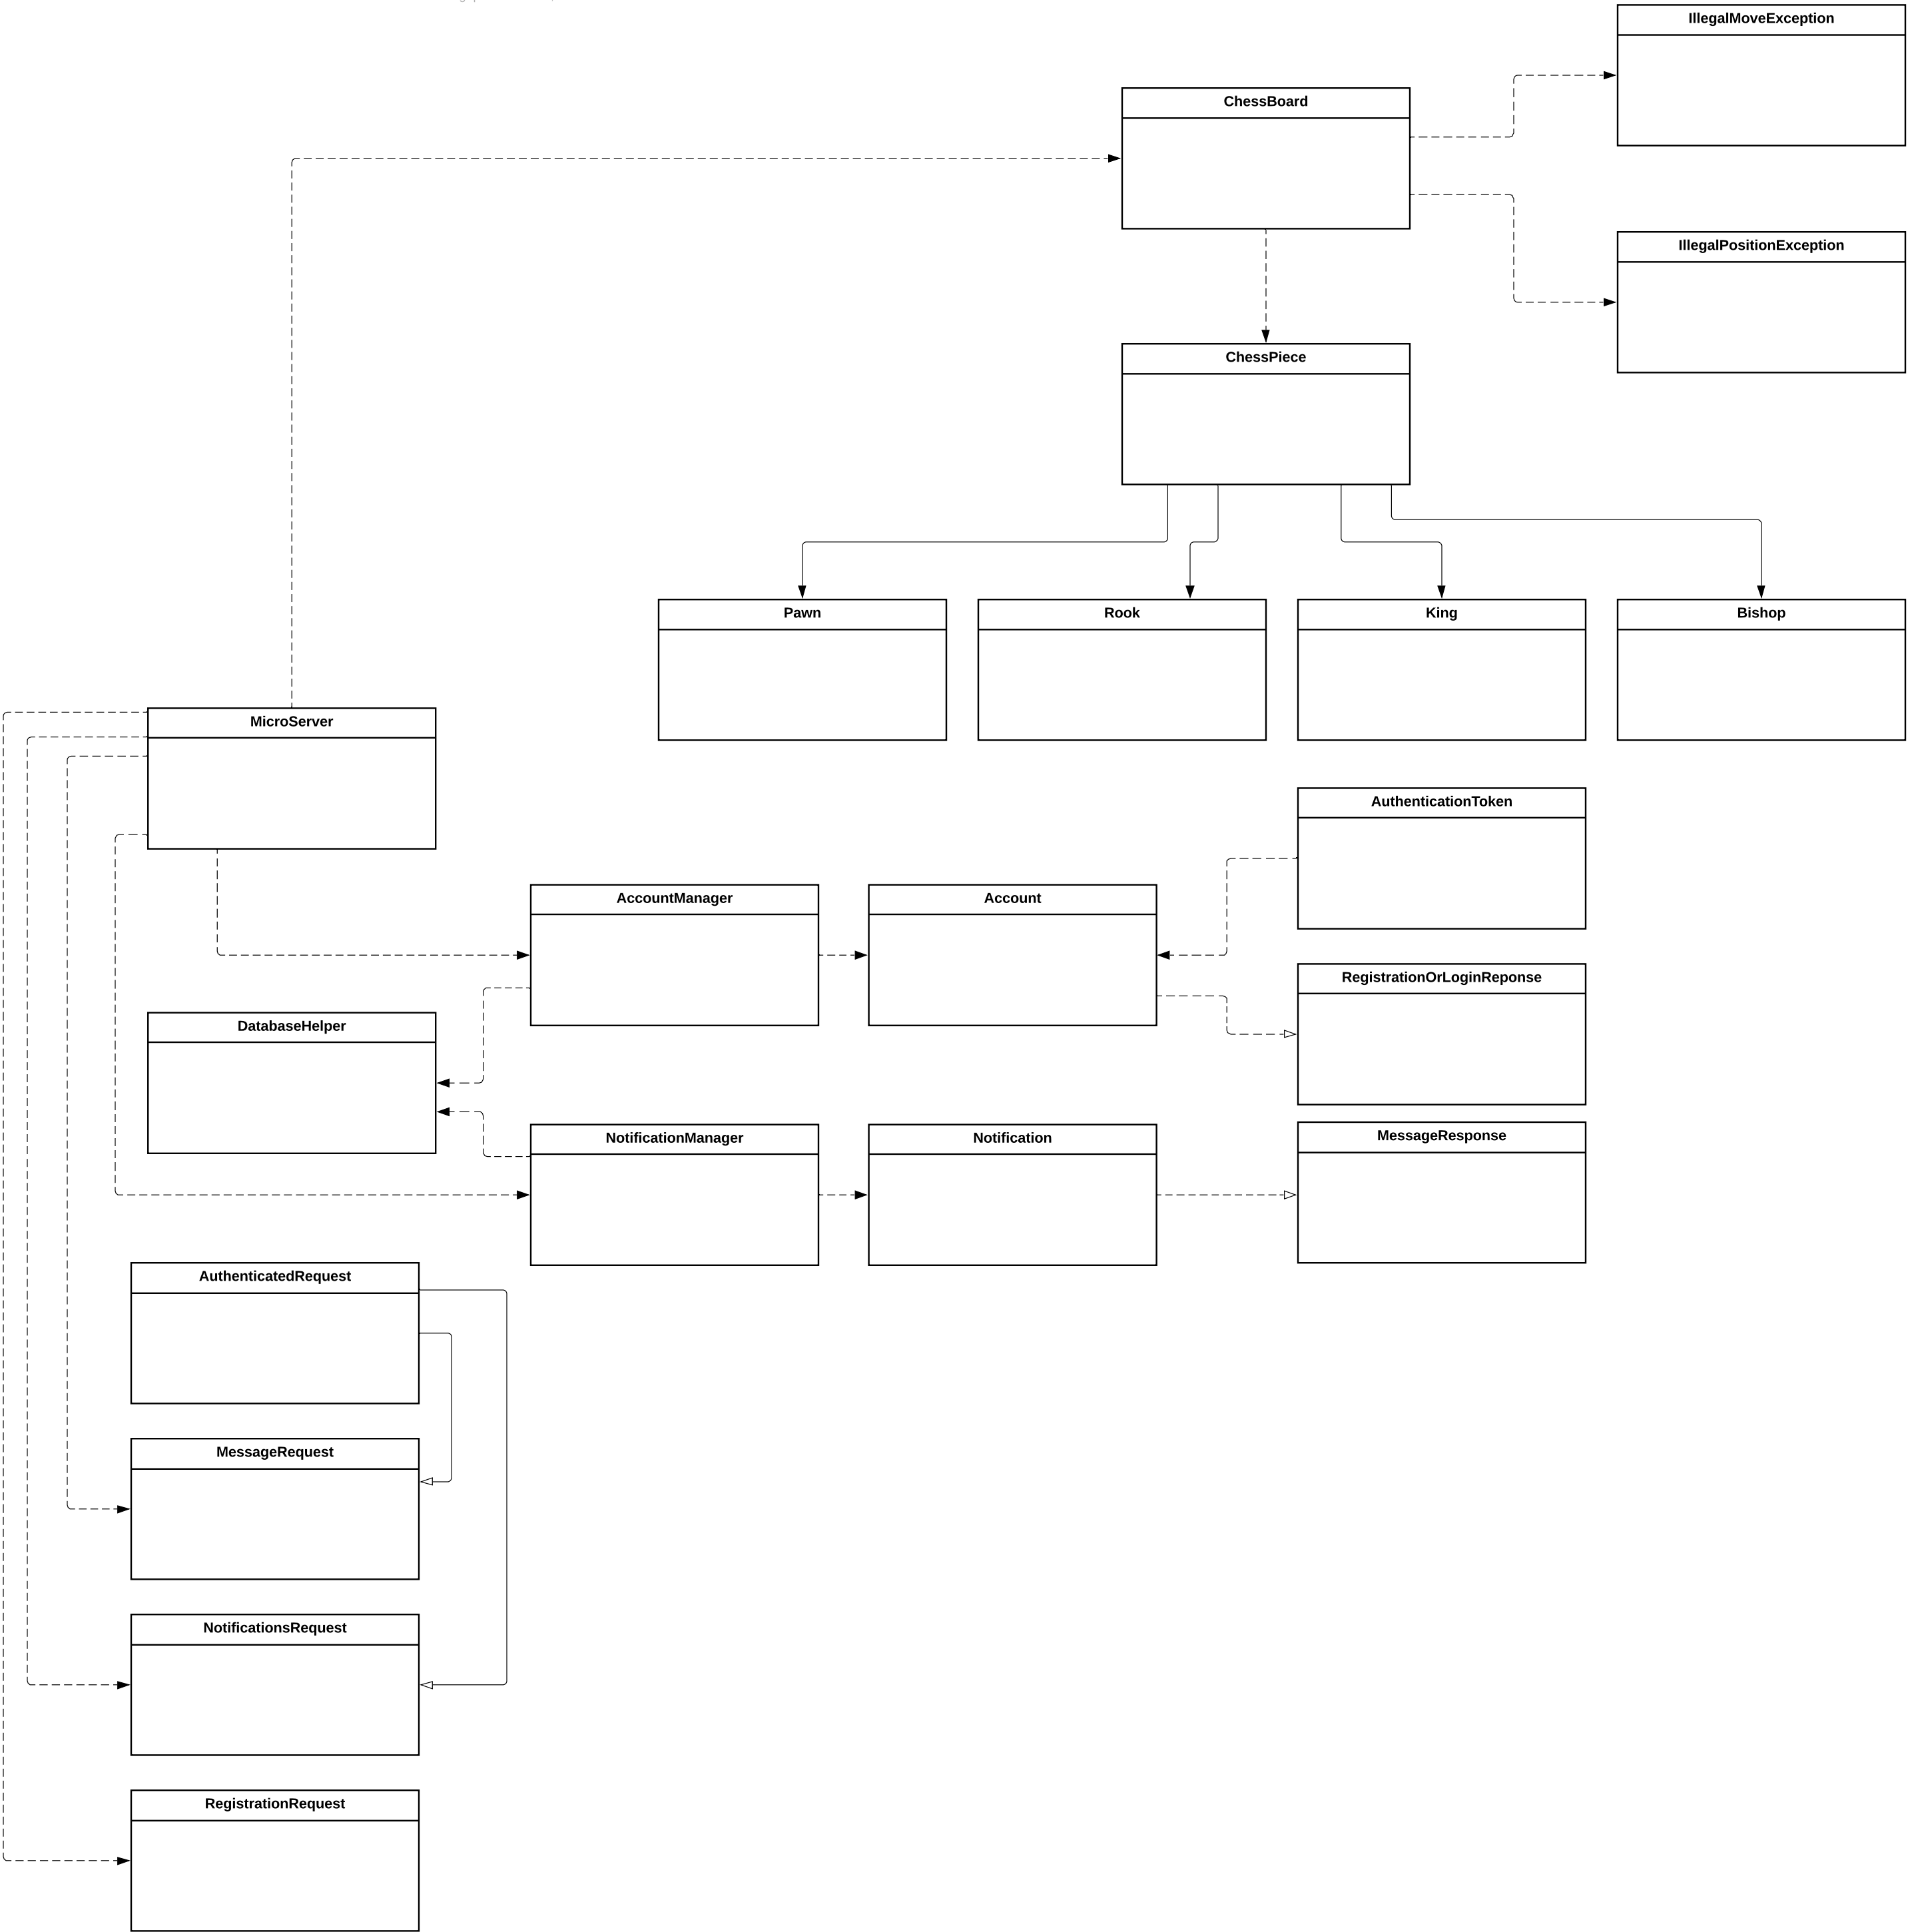 IllegalMoveException
ChessBoard
IllegalPositionException
ChessPiece
Pawn
Rook
King
Bishop
MicroServer
AuthenticationToken
AccountManager
Account
RegistrationOrLoginReponse
DatabaseHelper
NotificationManager
Notification
MessageResponse
AuthenticatedRequest
MessageRequest
NotificationsRequest
RegistrationRequest